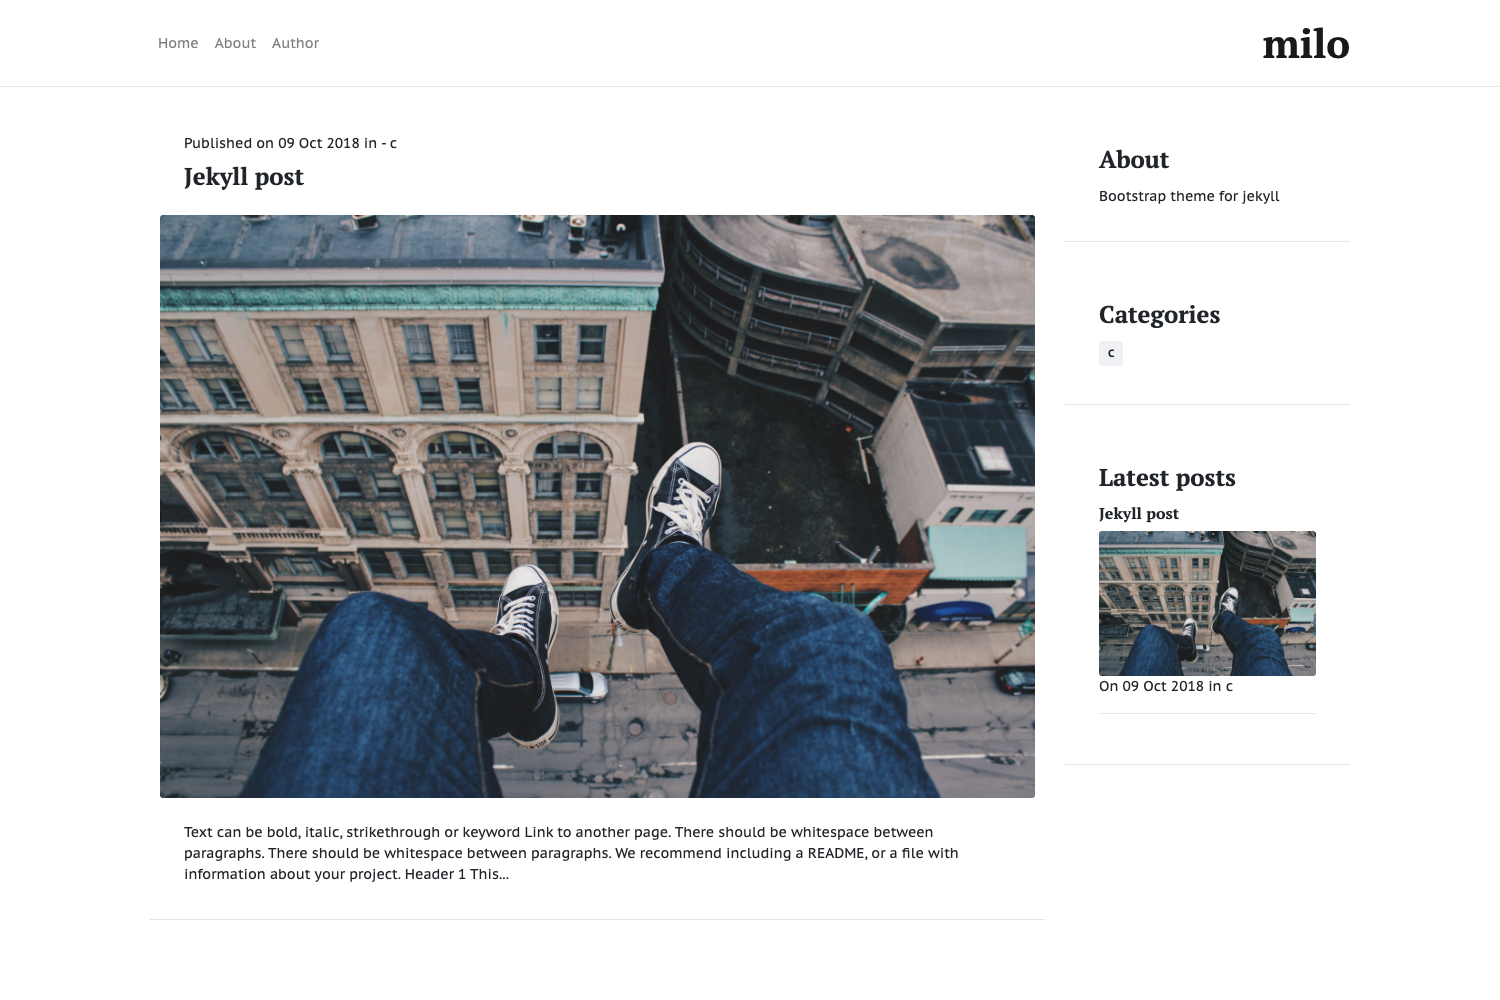 Home About Author
milo
Published on 09 Oct 2018 in - c
Jekyll post
Text can be bold, italic, strikethrough or keyword Link to another page. There should be whitespace between
paragraphs. There should be whitespace between paragraphs. We recommend including a README, or a file with
information about your project. Header 1 This...
About
Bootstrap theme for jekyll
Categories
c
Latest posts
Jekyll post
On 09 Oct 2018 in c